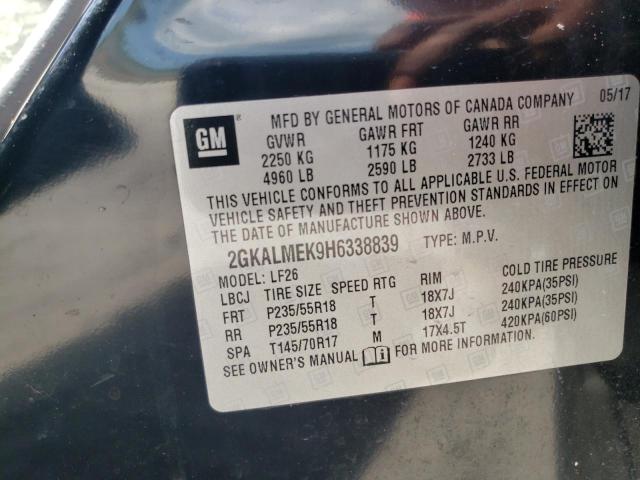 MFD BY GENERAL MOTORS OF CANADA COMPANY 05/17
GM ®
GVWR GAWR FRT GAWR RR
2250 KG 1175 KG 1240 KG
4960 LB 2590 LB 2733 LB
THIS VEHICLE CONFORMS TO ALL APPLICABLE U.S. FEDERAL MOTOR
VEHICLE SAFETY AND THEFT PREVENTION STANDARDS IN EFFECT ON
THE DATE OF MANUFACTURE SHOWN ABOVE.
2GKALMEK9H6338839 TYPE: M.P.V.
MODEL: LF26
LBCJ TIRE SIZE SPEED RTG RIM COLD TIRE PRESSURE
FRT P235/55R18 T 18X7J 240KPA(35PSI)
RR P235/55R18 T 18X7J 240KPA(35PSI)
SPA T145/70R17 M 17X4.5T 420KPA(60PSI)
SEE OWNER'S MANUAL FOR MORE INFORMATION.